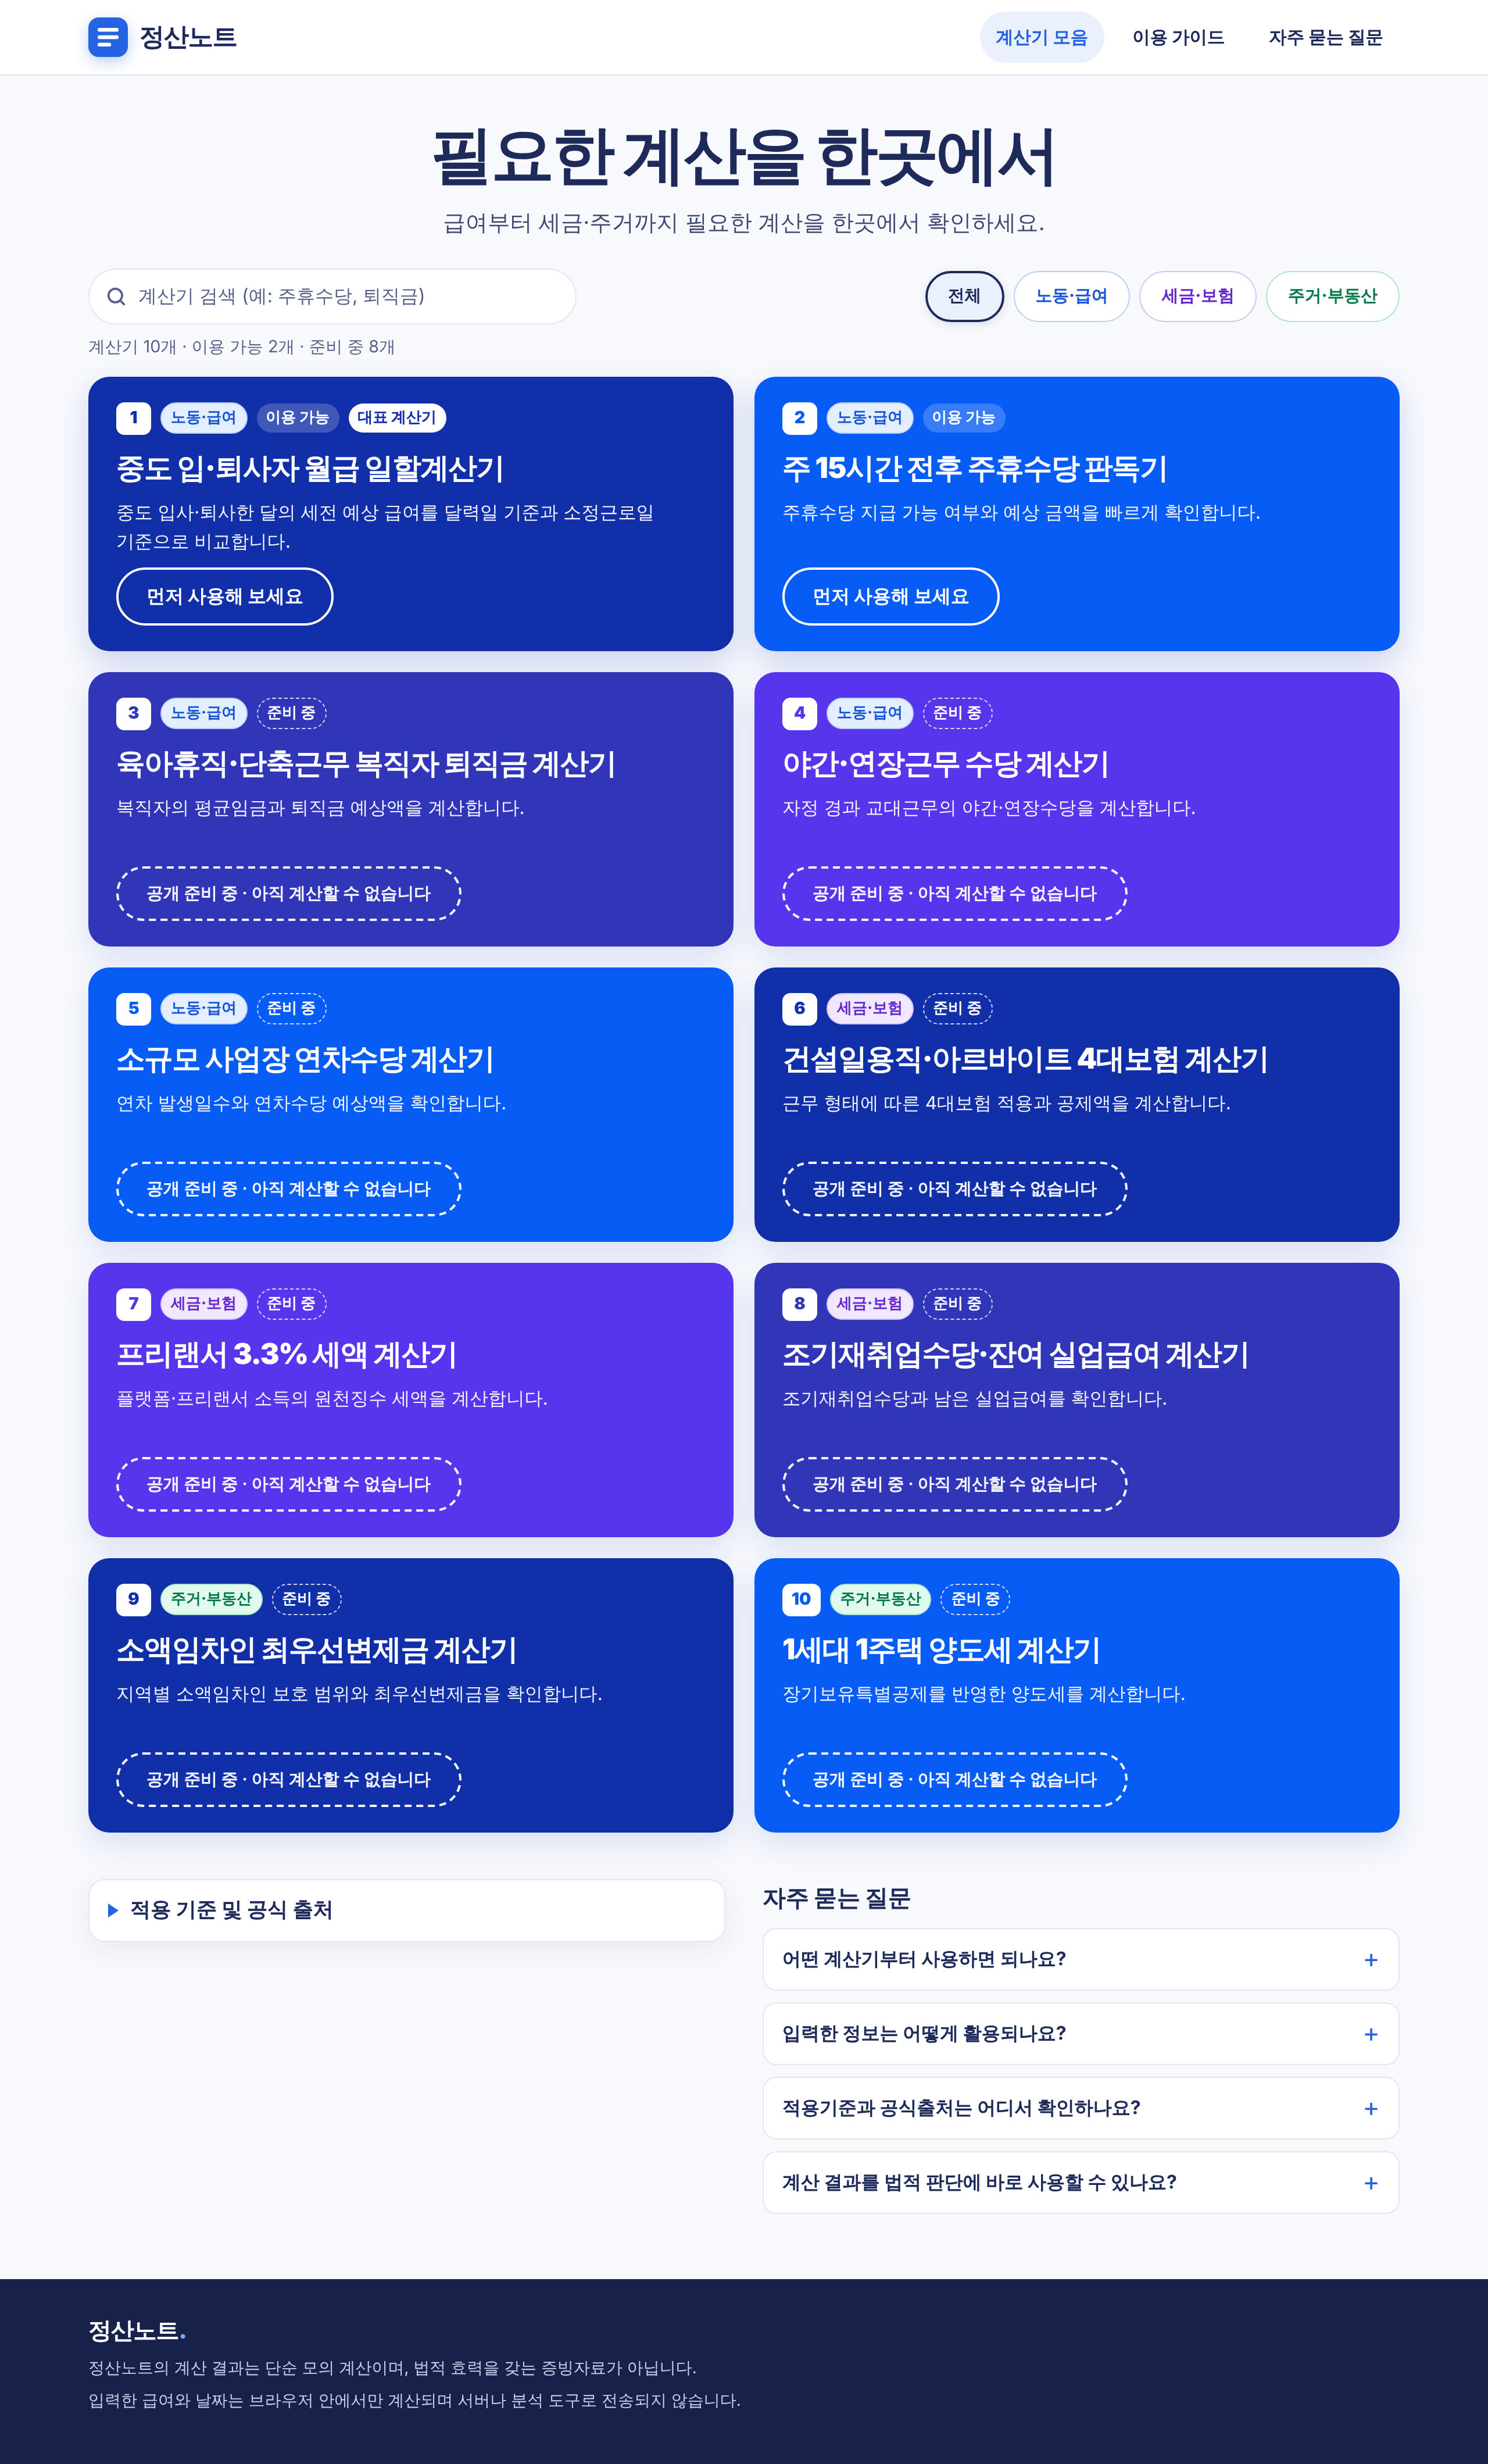 정산노트
계산기 모음
이용 가이드
자주 묻는 질문
필요한 계산을 한곳에서
급여부터 세금·주거까지 필요한 계산을 한곳에서 확인하세요.
계산기 검색 (예: 주휴수당, 퇴직금)
전체
노동·급여
세금·보험
주거·부동산
계산기 10개 · 이용 가능 2개 · 준비 중 8개
1 노동·급여 이용 가능 대표 계산기
중도 입·퇴사자 월급 일할계산기
중도 입사·퇴사한 달의 세전 예상 급여를 달력일 기준과 소정근로일
기준으로 비교합니다.
먼저 사용해 보세요
2 노동·급여 이용 가능
주 15시간 전후 주휴수당 판독기
주휴수당 지급 가능 여부와 예상 금액을 빠르게 확인합니다.
먼저 사용해 보세요
3 노동·급여 준비 중
육아휴직·단축근무 복직자 퇴직금 계산기
복직자의 평균임금과 퇴직금 예상액을 계산합니다.
공개 준비 중 · 아직 계산할 수 없습니다
4 노동·급여 준비 중
야간·연장근무 수당 계산기
자정 경과 교대근무의 야간·연장수당을 계산합니다.
공개 준비 중 · 아직 계산할 수 없습니다
5 노동·급여 준비 중
소규모 사업장 연차수당 계산기
연차 발생일수와 연차수당 예상액을 확인합니다.
공개 준비 중 · 아직 계산할 수 없습니다
6 세금·보험 준비 중
건설일용직·아르바이트 4대보험 계산기
근무 형태에 따른 4대보험 적용과 공제액을 계산합니다.
공개 준비 중 · 아직 계산할 수 없습니다
7 세금·보험 준비 중
프리랜서 3.3% 세액 계산기
플랫폼·프리랜서 소득의 원천징수 세액을 계산합니다.
공개 준비 중 · 아직 계산할 수 없습니다
8 세금·보험 준비 중
조기재취업수당·잔여 실업급여 계산기
조기재취업수당과 남은 실업급여를 확인합니다.
공개 준비 중 · 아직 계산할 수 없습니다
9 주거·부동산 준비 중
소액임차인 최우선변제금 계산기
지역별 소액임차인 보호 범위와 최우선변제금을 확인합니다.
공개 준비 중 · 아직 계산할 수 없습니다
10 주거·부동산 준비 중
1세대 1주택 양도세 계산기
장기보유특별공제를 반영한 양도세를 계산합니다.
공개 준비 중 · 아직 계산할 수 없습니다
적용 기준 및 공식 출처
자주 묻는 질문
어떤 계산기부터 사용하면 되나요? +
입력한 정보는 어떻게 활용되나요? +
적용기준과 공식출처는 어디서 확인하나요? +
계산 결과를 법적 판단에 바로 사용할 수 있나요? +
정산노트.
정산노트의 계산 결과는 단순 모의 계산이며, 법적 효력을 갖는 증빙자료가 아닙니다.
입력한 급여와 날짜는 브라우저 안에서만 계산되며 서버나 분석 도구로 전송되지 않습니다.